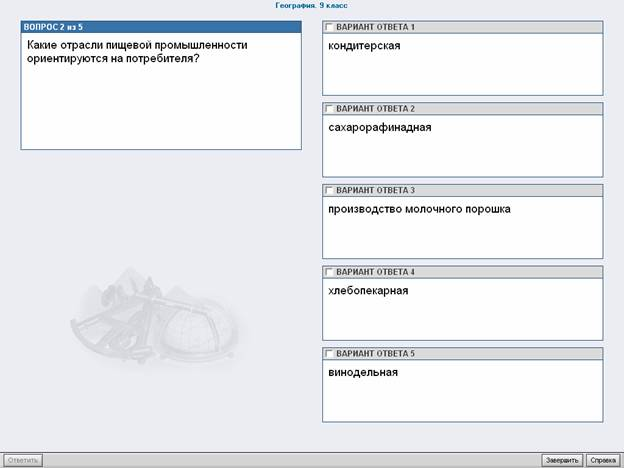 География. 9 класс
ВОПРОС 2 из 5
Какие отрасли пищевой промышленности
ориентируются на потребителя?
ВАРИАНТ ОТВЕТА 1
кондитерская
ВАРИАНТ ОТВЕТА 2
сахарорафинадная
ВАРИАНТ ОТВЕТА 3
производство молочного порошка
ВАРИАНТ ОТВЕТА 4
хлебопекарная
ВАРИАНТ ОТВЕТА 5
винодельная
Ответить
Завершить
Справка